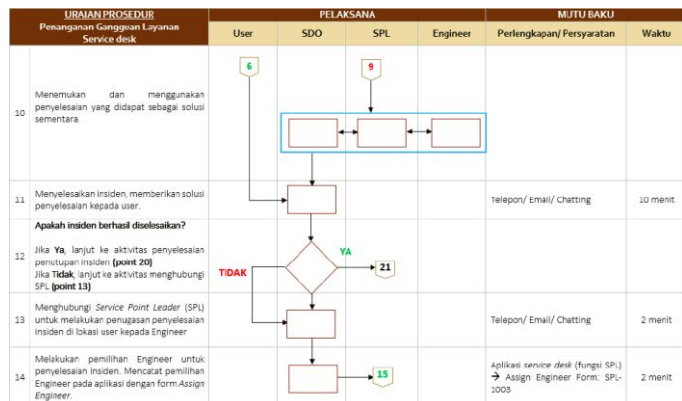 URAIAN PROSEDUR
Penanganan Gangguan Layanan
Service desk
PELAKSANA
MUTU BAKU
User
SDO
SPL
Engineer
Perlengkapan/ Persyaratan
Waktu
6
9
10
Menemukan dan menggunakan
penyelesaian yang didapat sebagai solusi
sementara.
11
Menyelesaikan insiden, memberikan solusi
penyelesaian kepada user.
Telepon/ Email/ Chatting
10 menit
Apakah insiden berhasil diselesaikan?
12
Jika Ya, lanjut ke aktivitas penyelesaian
penutupan insiden (point 20)
Jika Tidak, lanjut ke aktivitas menghubungi
SPL (point 13)
TIDAK
YA
21
13
Menghubungi Service Point Leader (SPL)
untuk melakukan penugasan penyelesaian
insiden di lokasi user kepada Engineer
Telepon/ Email/ Chatting
2 menit
14
Melakukan pemilihan Engineer untuk
penyelesaian insiden. Mencatat pemilihan
Engineer pada aplikasi dengan form Assign
Engineer.
15
Aplikasi service desk (fungsi SPL)
→ Assign Engineer Form: SPL-
1003
2 menit